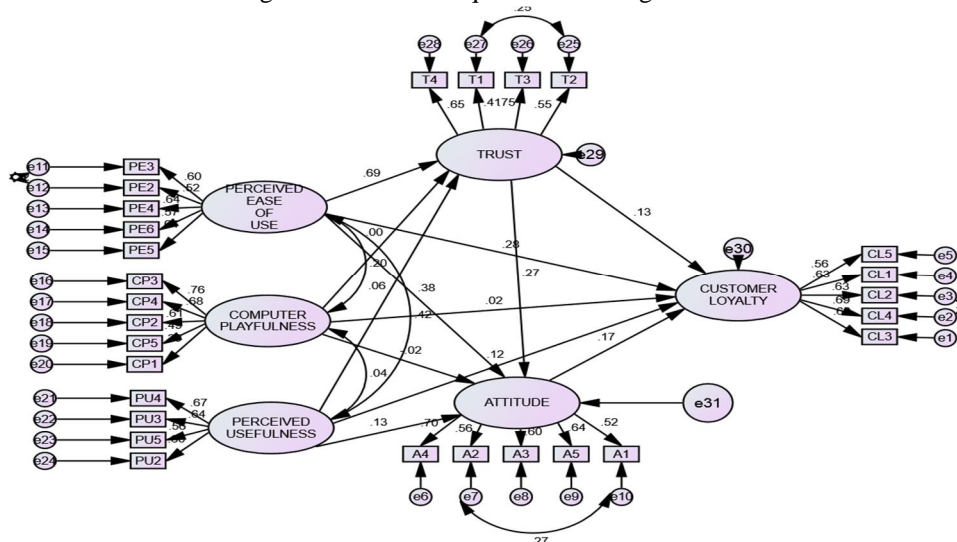 .25
e28 e27 e26 e25
T4 T1 T3 T2
.65 .41 .75 .55
TRUST
e29
e11 PE3
e12 PE2
e13 PE4
e14 PE6
e15 PE5
.60
.52
.64
.57
PERCEIVED
EASE
OF
USE
.69
.00
.20
.06
.38
.42
.28
.27
.13
e30
CUSTOMER
LOYALTY
.56
.63
.63
.69
CL5 e5
CL1 e4
CL2 e3
CL4 e2
CL3 e1
e16 CP3
e17 CP4
e18 CP2
e19 CP5
e20 CP1
.76
.68
.61
.49
COMPUTER
PLAYFULNESS
.02
.02
.04
.12
.17
e21 PU4
e22 PU3
e23 PU5
e24 PU2
.67
.64
.56
PERCEIVED
USEFULNESS
.13
ATTITUDE
e31
.70 .56 .60 .64 .52
A4 A2 A3 A5 A1
e6 e7 e8 e9 e10
.27